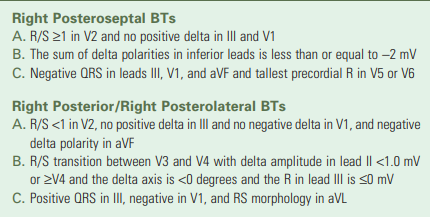 Right Posteroseptal BTs
A. R/S ≥1 in V2 and no positive delta in III and V1
B. The sum of delta polarities in inferior leads is less than or equal to –2 mV
C. Negative QRS in leads III, V1, and aVF and tallest precordial R in V5 or V6
Right Posterior/Right Posterolateral BTs
A. R/S <1 in V2, no positive delta in III and no negative delta in V1, and negative
delta polarity in aVF
B. R/S transition between V3 and V4 with delta amplitude in lead II <1.0 mV
or ≥V4 and the delta axis is <0 degrees and the R in lead III is ≤0 mV
C. Positive QRS in III, negative in V1, and RS morphology in aVL